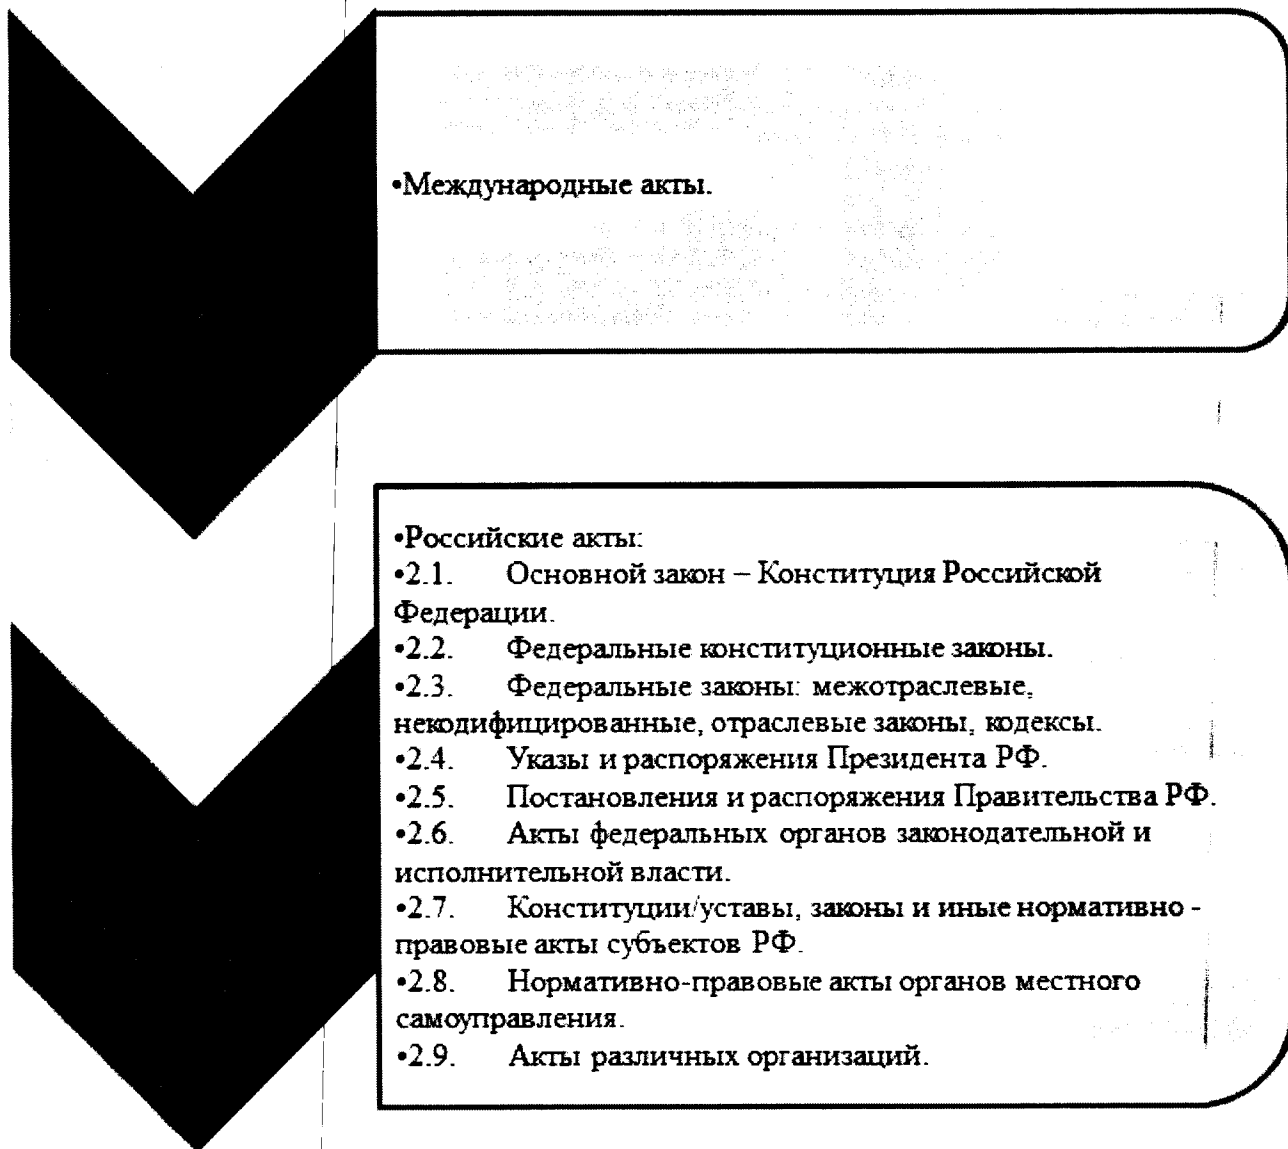 •Международные акты.
•Российские акты:
•2.1. Основной закон – Конституция Российской
Федерации.
•2.2. Федеральные конституционные законы.
•2.3. Федеральные законы: межотраслевые,
некодифицированные, отраслевые законы, кодексы.
•2.4. Указы и распоряжения Президента РФ.
•2.5. Постановления и распоряжения Правительства РФ.
•2.6. Акты федеральных органов законодательной и
исполнительной власти.
•2.7. Конституции/уставы, законы и иные нормативно -
правовые акты субъектов РФ.
•2.8. Нормативно-правовые акты органов местного
самоуправления.
•2.9. Акты различных организаций.